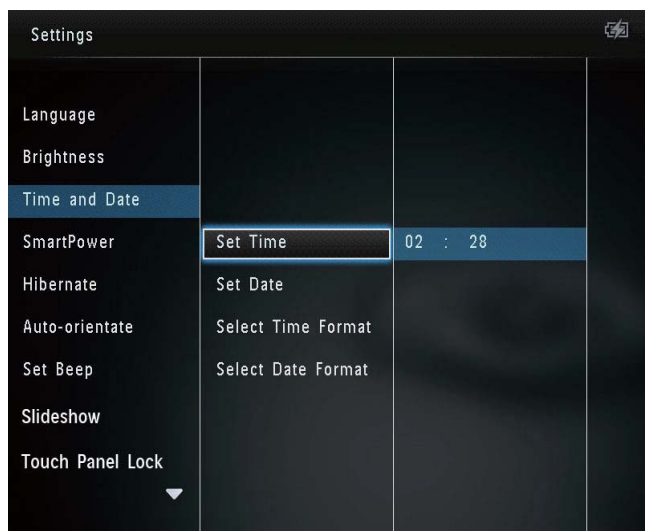 Settings
Language
Brightness
Time and Date
SmartPower
Hibernate
Auto-orientate
Set Beep
Slideshow
Touch Panel Lock
Set Time
Set Date
Select Time Format
Select Date Format
02 : 28